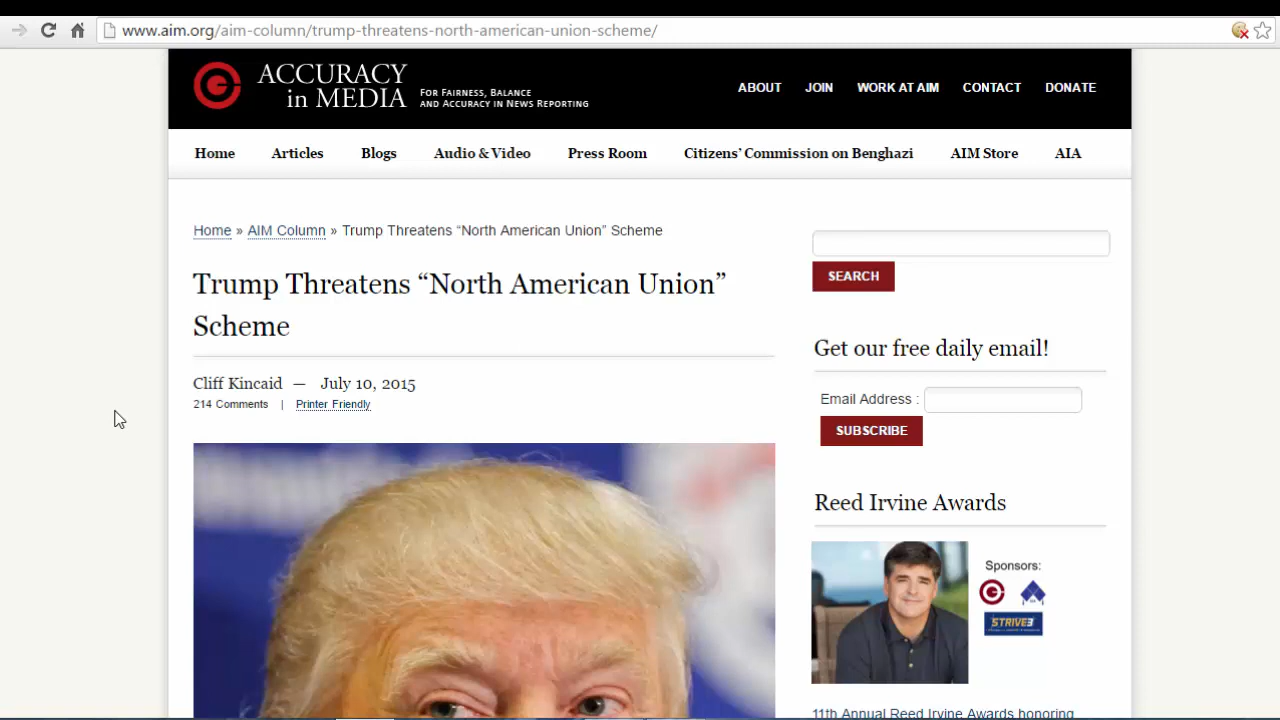 www.aim.org/aim-column/trump-threatens-north-american-union-scheme/
ACCURACY
in MEDIA
FOR FAIRNESS, BALANCE
AND ACCURACY IN NEWS REPORTING
ABOUT JOIN WORK AT AIM CONTACT DONATE
Home Articles Blogs Audio & Video Press Room Citizens' Commission on Benghazi AIM Store AIA
Home » AIM Column » Trump Threatens “North American Union” Scheme
Trump Threatens “North American Union”
Scheme
Cliff Kincaid — July 10, 2015
214 Comments | Printer Friendly
SEARCH
Get our free daily email!
Email Address :
SUBSCRIBE
Reed Irvine Awards
Sponsors:
STRIVE3
11th Annual Reed Irvine Awards honoring